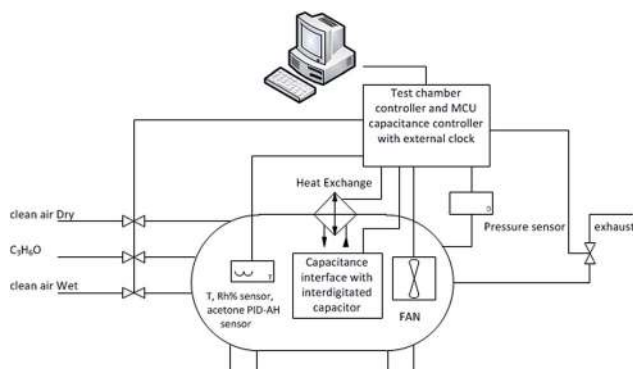 Test chamber
controller and MCU
capacitance controller
with external clock
Heat Exchange
clean air Dry
C₃H₆O
clean air Wet
Pressure sensor
exhaust
T
T, Rh% sensor,
acetone PID-AH
sensor
Capacitance
interface with
interdigitated
capacitor
FAN